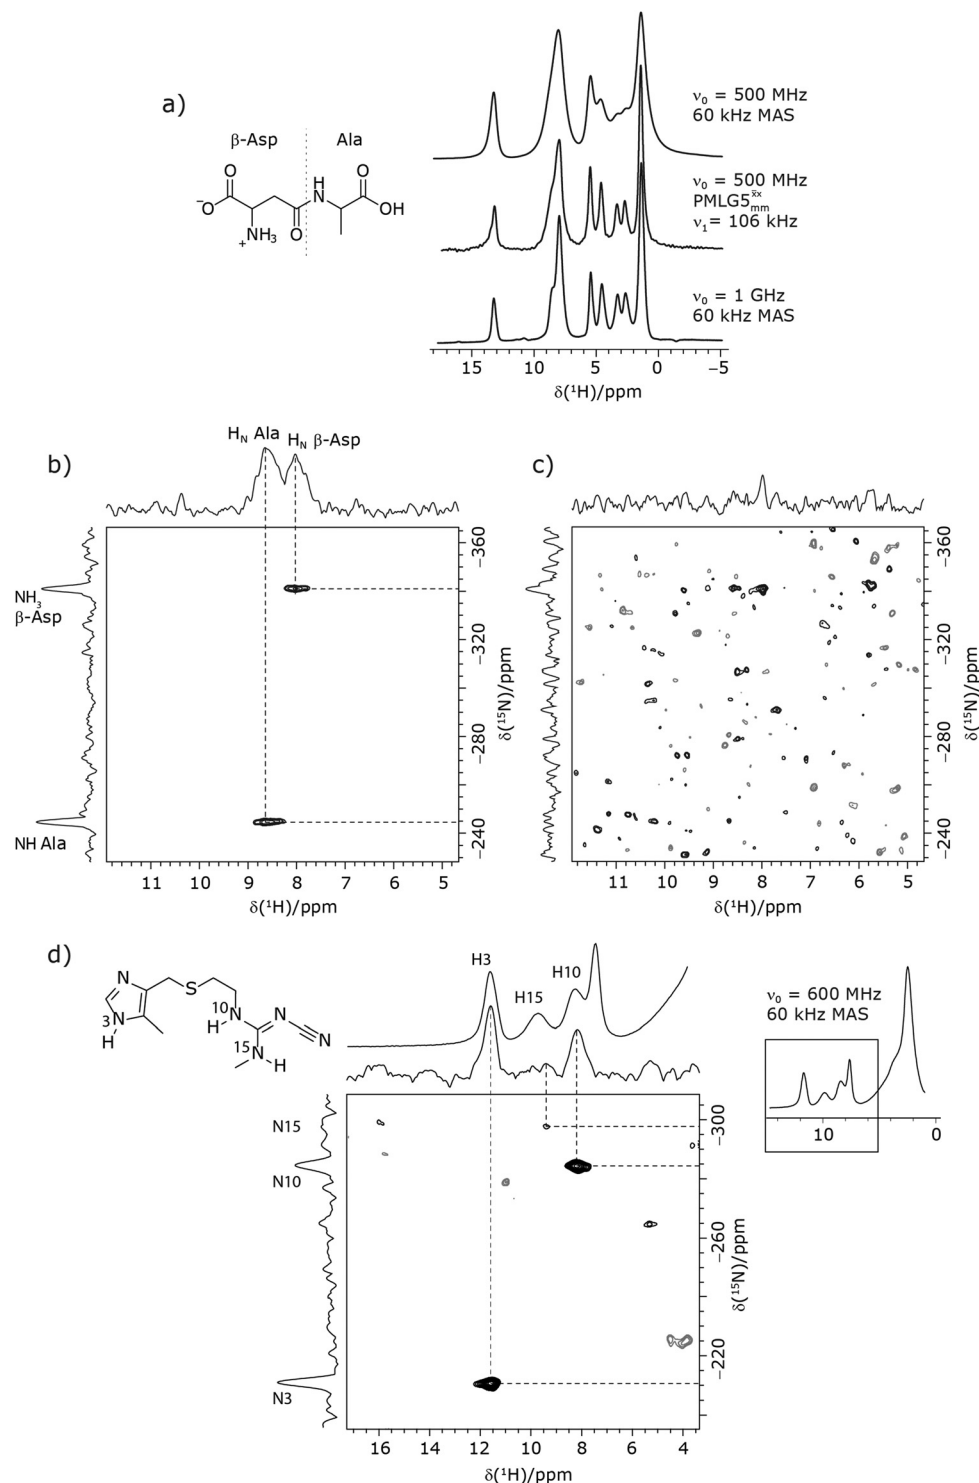 a)
β-Asp
Ala
O
⁻O
NH₃
+
O
H
N
O
OH
ν₀ = 500 MHz
60 kHz MAS
ν₀ = 500 MHz
PMLG5 x̄x mm
ν₁ = 106 kHz
ν₀ = 1 GHz
60 kHz MAS
15 10 5 0 −5
δ(¹H)/ppm
b)
H_N Ala
H_N β-Asp
NH₃
β-Asp
NH Ala
−360
−320
−280
−240
δ(¹⁵N)/ppm
11 10 9 8 7 6 5
δ(¹H)/ppm
c)
−360
−320
−280
−240
δ(¹⁵N)/ppm
11 10 9 8 7 6 5
δ(¹H)/ppm
d)
N
3 N
H
S
10
H N
N
N
15
N H
H3
H15
H10
N15
N10
N3
−300
−260
−220
δ(¹⁵N)/ppm
16 14 12 10 8 6 4
δ(¹H)/ppm
ν₀ = 600 MHz
60 kHz MAS
10 0